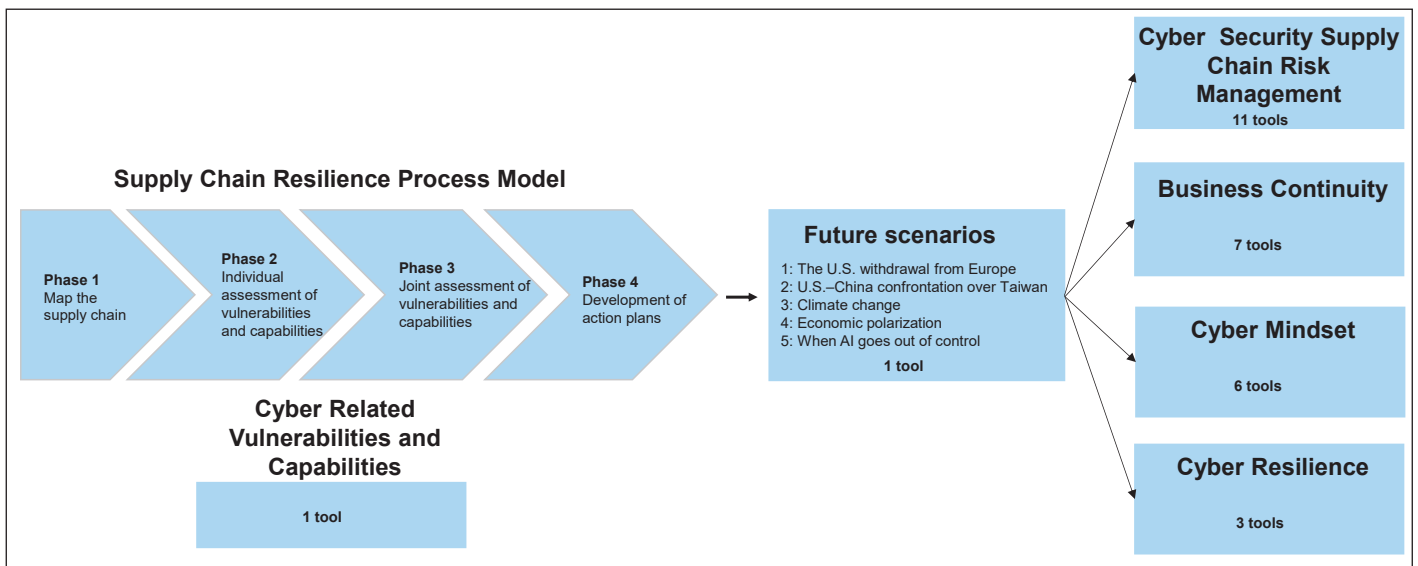 Supply Chain Resilience Process Model
Phase 1
Map the
supply chain
Phase 2
Individual
assessment of
vulnerabilities
and capabilities
Phase 3
Joint assessment of
vulnerabilities and
capabilities
Phase 4
Development of
action plans
Cyber Related
Vulnerabilities and
Capabilities
1 tool
Future scenarios
1: The U.S. withdrawal from Europe
2: U.S.–China confrontation over Taiwan
3: Climate change
4: Economic polarization
5: When AI goes out of control
1 tool
Cyber Security Supply
Chain Risk
Management
11 tools
Business Continuity
7 tools
Cyber Mindset
6 tools
Cyber Resilience
3 tools